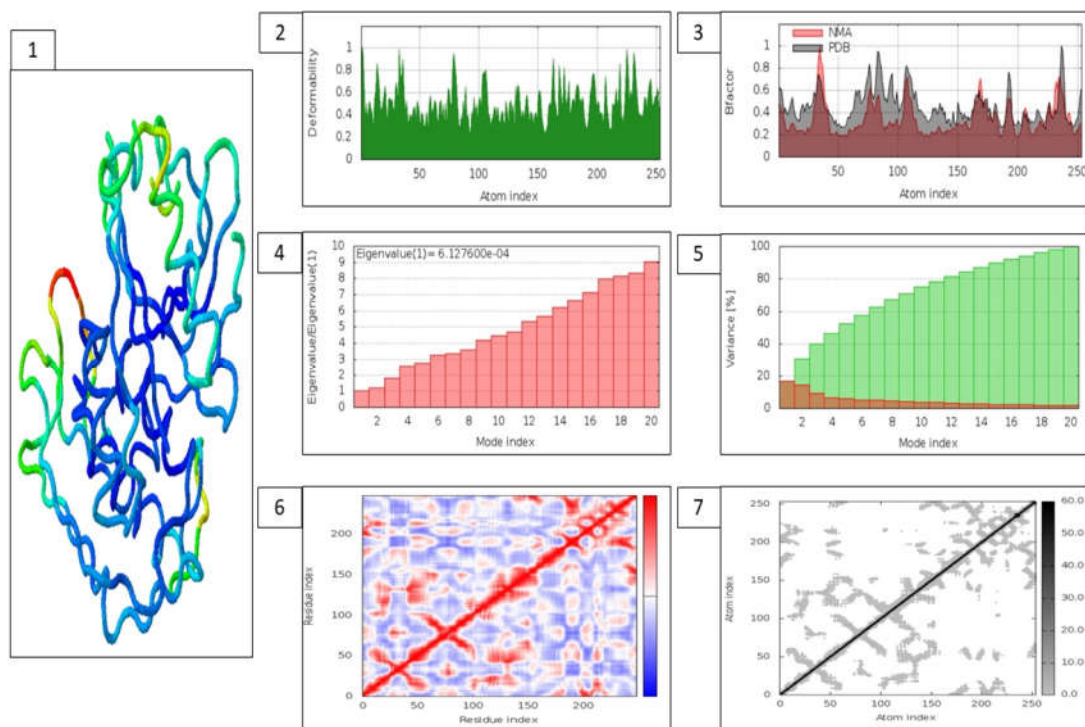 1
2
Deformability
1
0.8
0.6
0.4
0.2
0
50 100 150 200 250
Atom index
3
NMA
PDB
Bfactor
1
0.8
0.6
0.4
0.2
0
50 100 150 200 250
Atom index
4
Eigenvalue(1)= 6.127600e-04
Eigenvalue/Eigenvalue(1)
10
9
8
7
6
5
4
3
2
1
0
2 4 6 8 10 12 14 16 18 20
Mode index
5
Variance [%]
100
80
60
40
20
0
2 4 6 8 10 12 14 16 18 20
Mode index
6
Residue index
200
150
100
50
0
0 50 100 150 200
Residue index
7
Atom index
250
200
150
100
50
0
0 50 100 150 200 250
Atom index
60.0
50.0
40.0
30.0
20.0
10.0
0.0